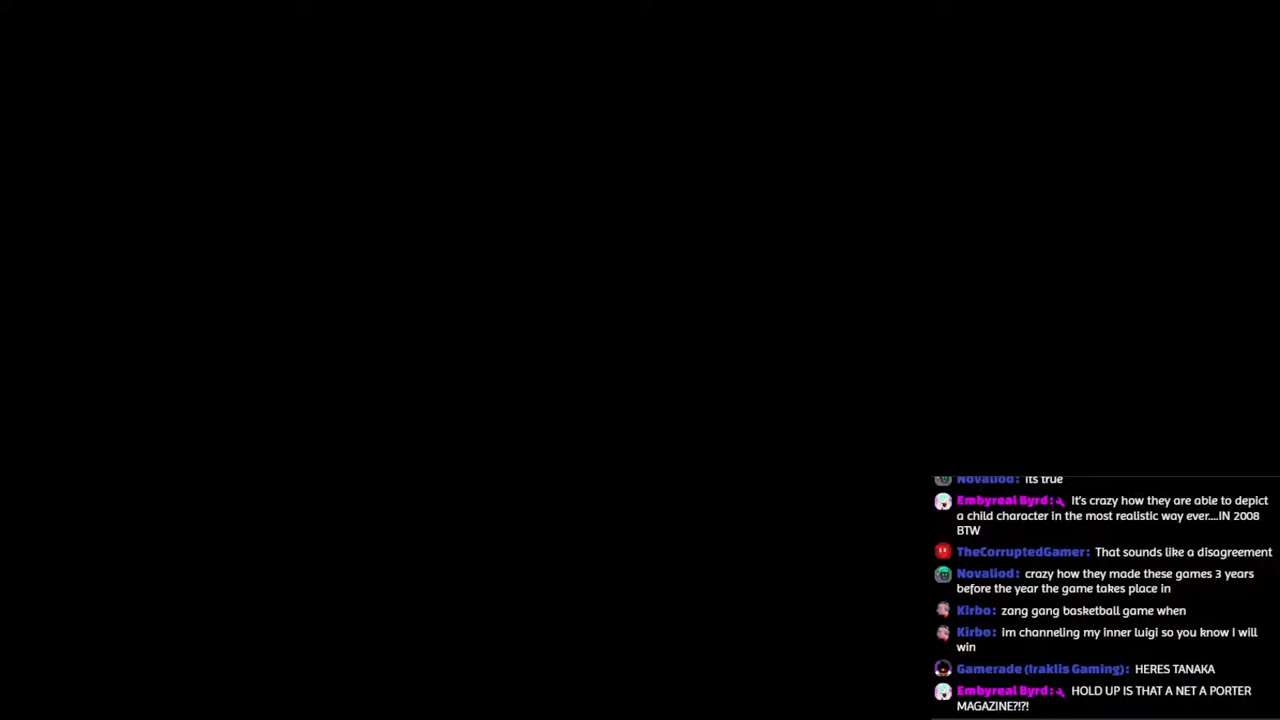 Novaliod: its true
Embyreal Byrd: It's crazy how they are able to depict
a child character in the most realistic way ever....IN 2008
BTW
TheCorruptedGamer: That sounds like a disagreement
Novaliod: crazy how they made these games 3 years
before the year the game takes place in
Kirbo: zang gang basketball game when
Kirbo: im channeling my inner luigi so you know I will
win
Gamerade (Iraklis Gaming): HERES TANAKA
Embyreal Byrd: HOLD UP IS THAT A NET A PORTER
MAGAZINE?!?!